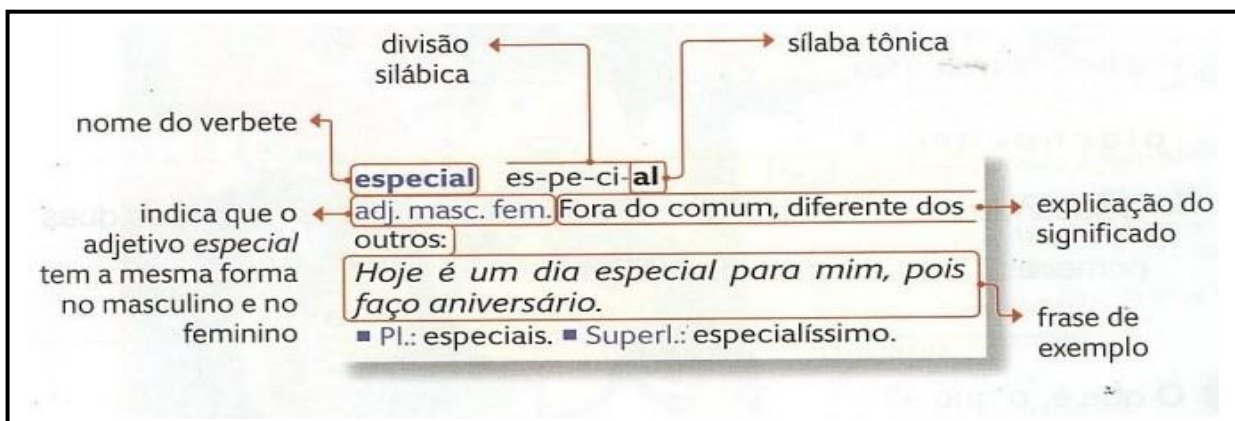 divisão
silábica
sílaba tônica
nome do verbete
especial es-pe-ci-al
adj. masc. fem. Fora do comum, diferente dos
outros:
Hoje é um dia especial para mim, pois
faço aniversário.
■ Pl.: especiais. ■ Superl.: especialíssimo.
indica que o
adjetivo especial
tem a mesma forma
no masculino e no
feminino
explicação do
significado
frase de
exemplo